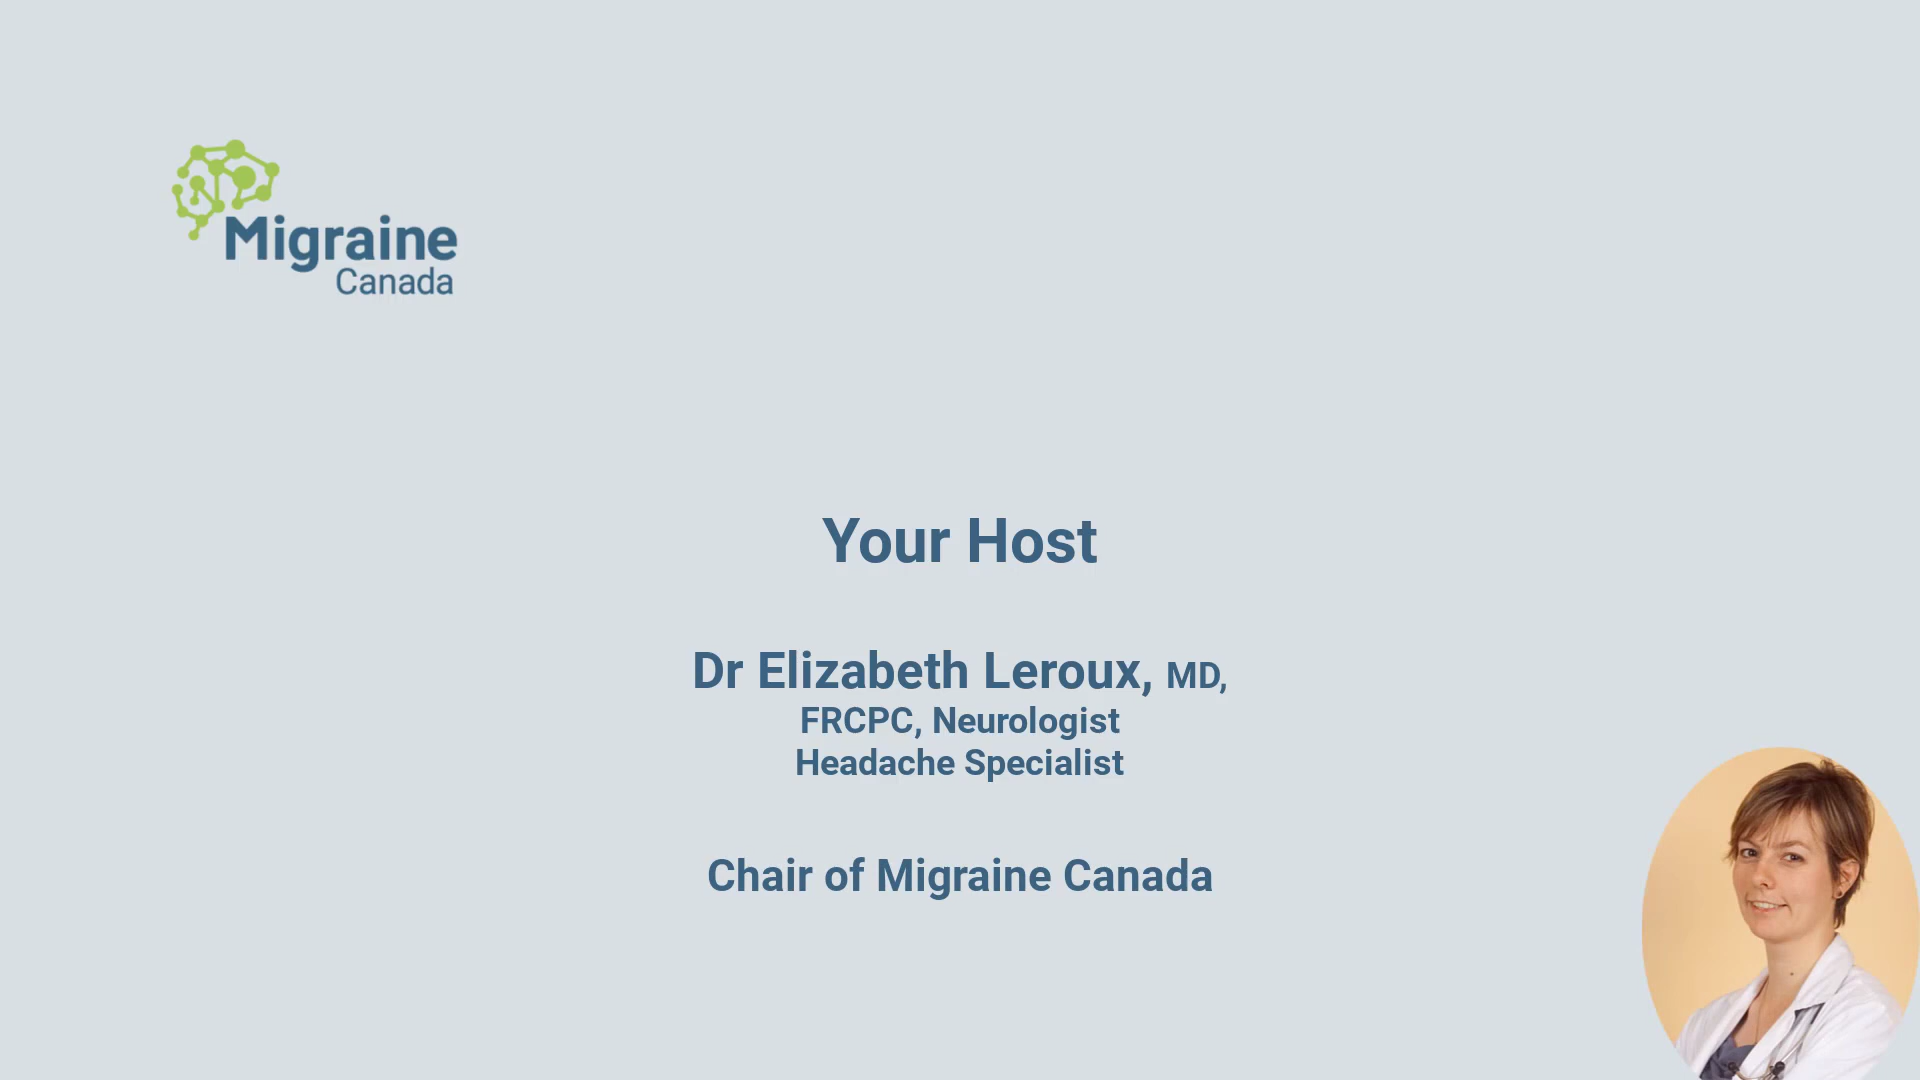 Migraine
Canada
Your Host
Dr Elizabeth Leroux, MD,
FRCPC, Neurologist
Headache Specialist
Chair of Migraine Canada